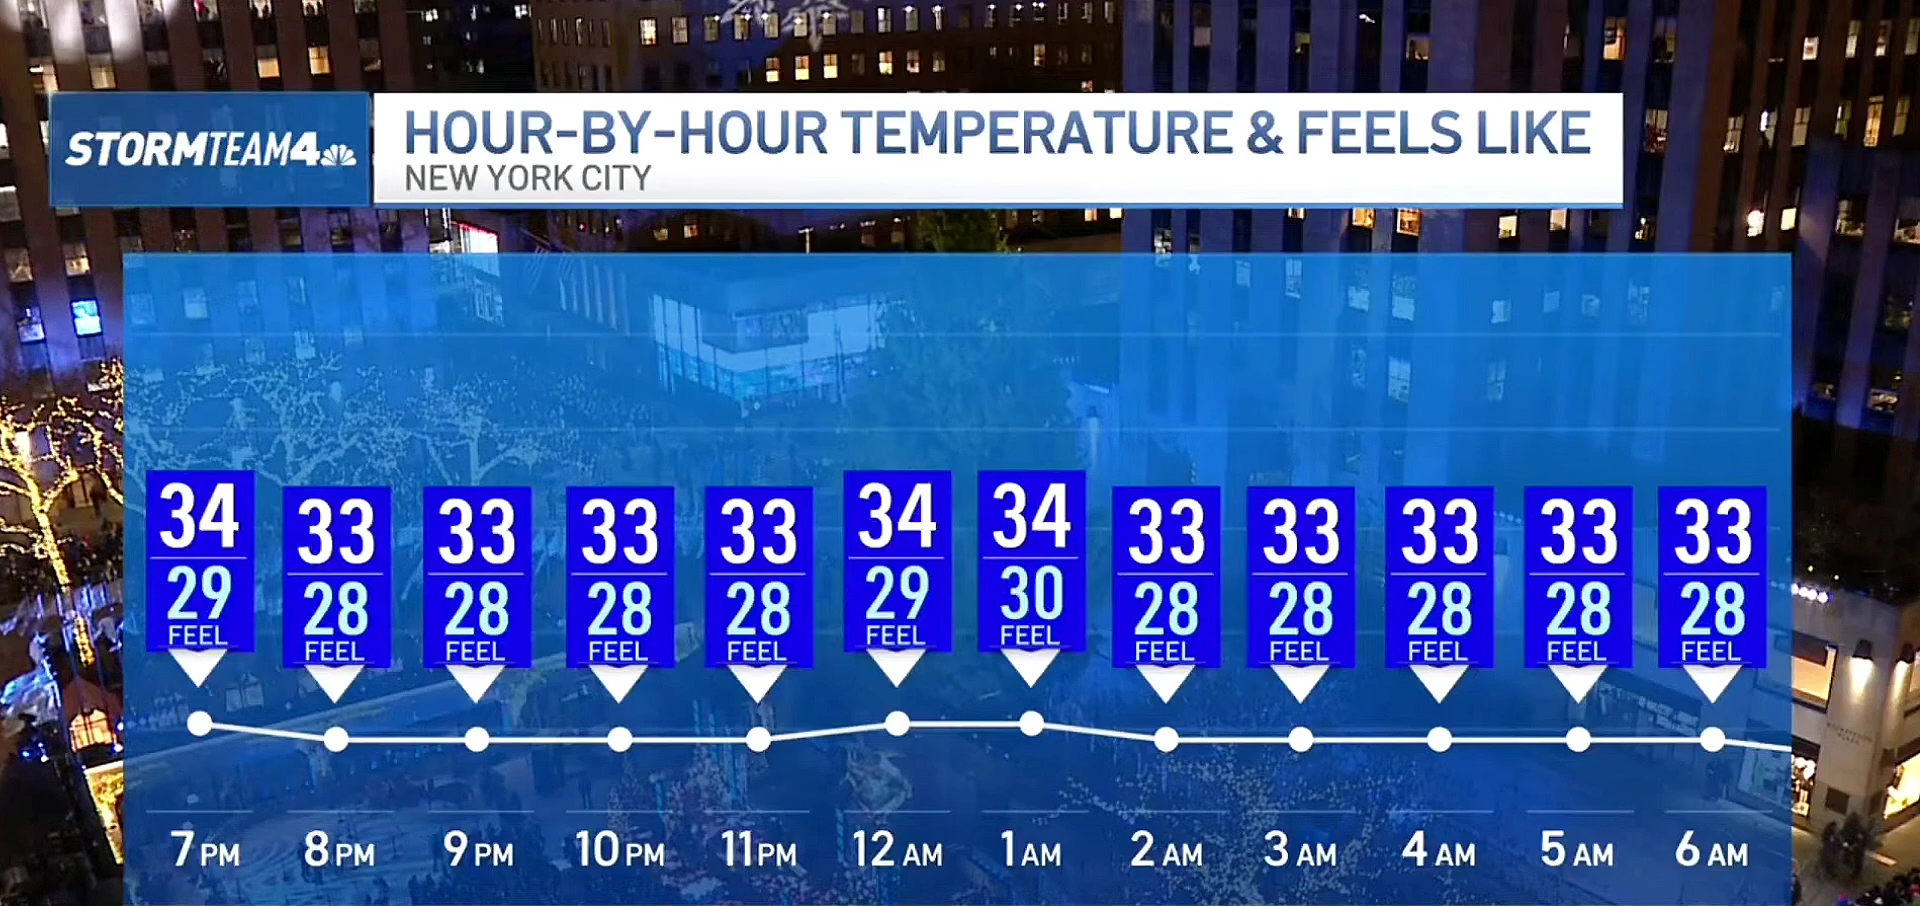 STORMTEAM4
HOUR-BY-HOUR TEMPERATURE & FEELS LIKE
NEW YORK CITY
34 33 33 33 33 34 34 33 33 33 33 33
29 28 28 28 28 29 30 28 28 28 28 28
FEEL FEEL FEEL FEEL FEEL FEEL FEEL FEEL FEEL FEEL FEEL FEEL
7 PM 8 PM 9 PM 10 PM 11 PM 12 AM 1 AM 2 AM 3 AM 4 AM 5 AM 6 AM